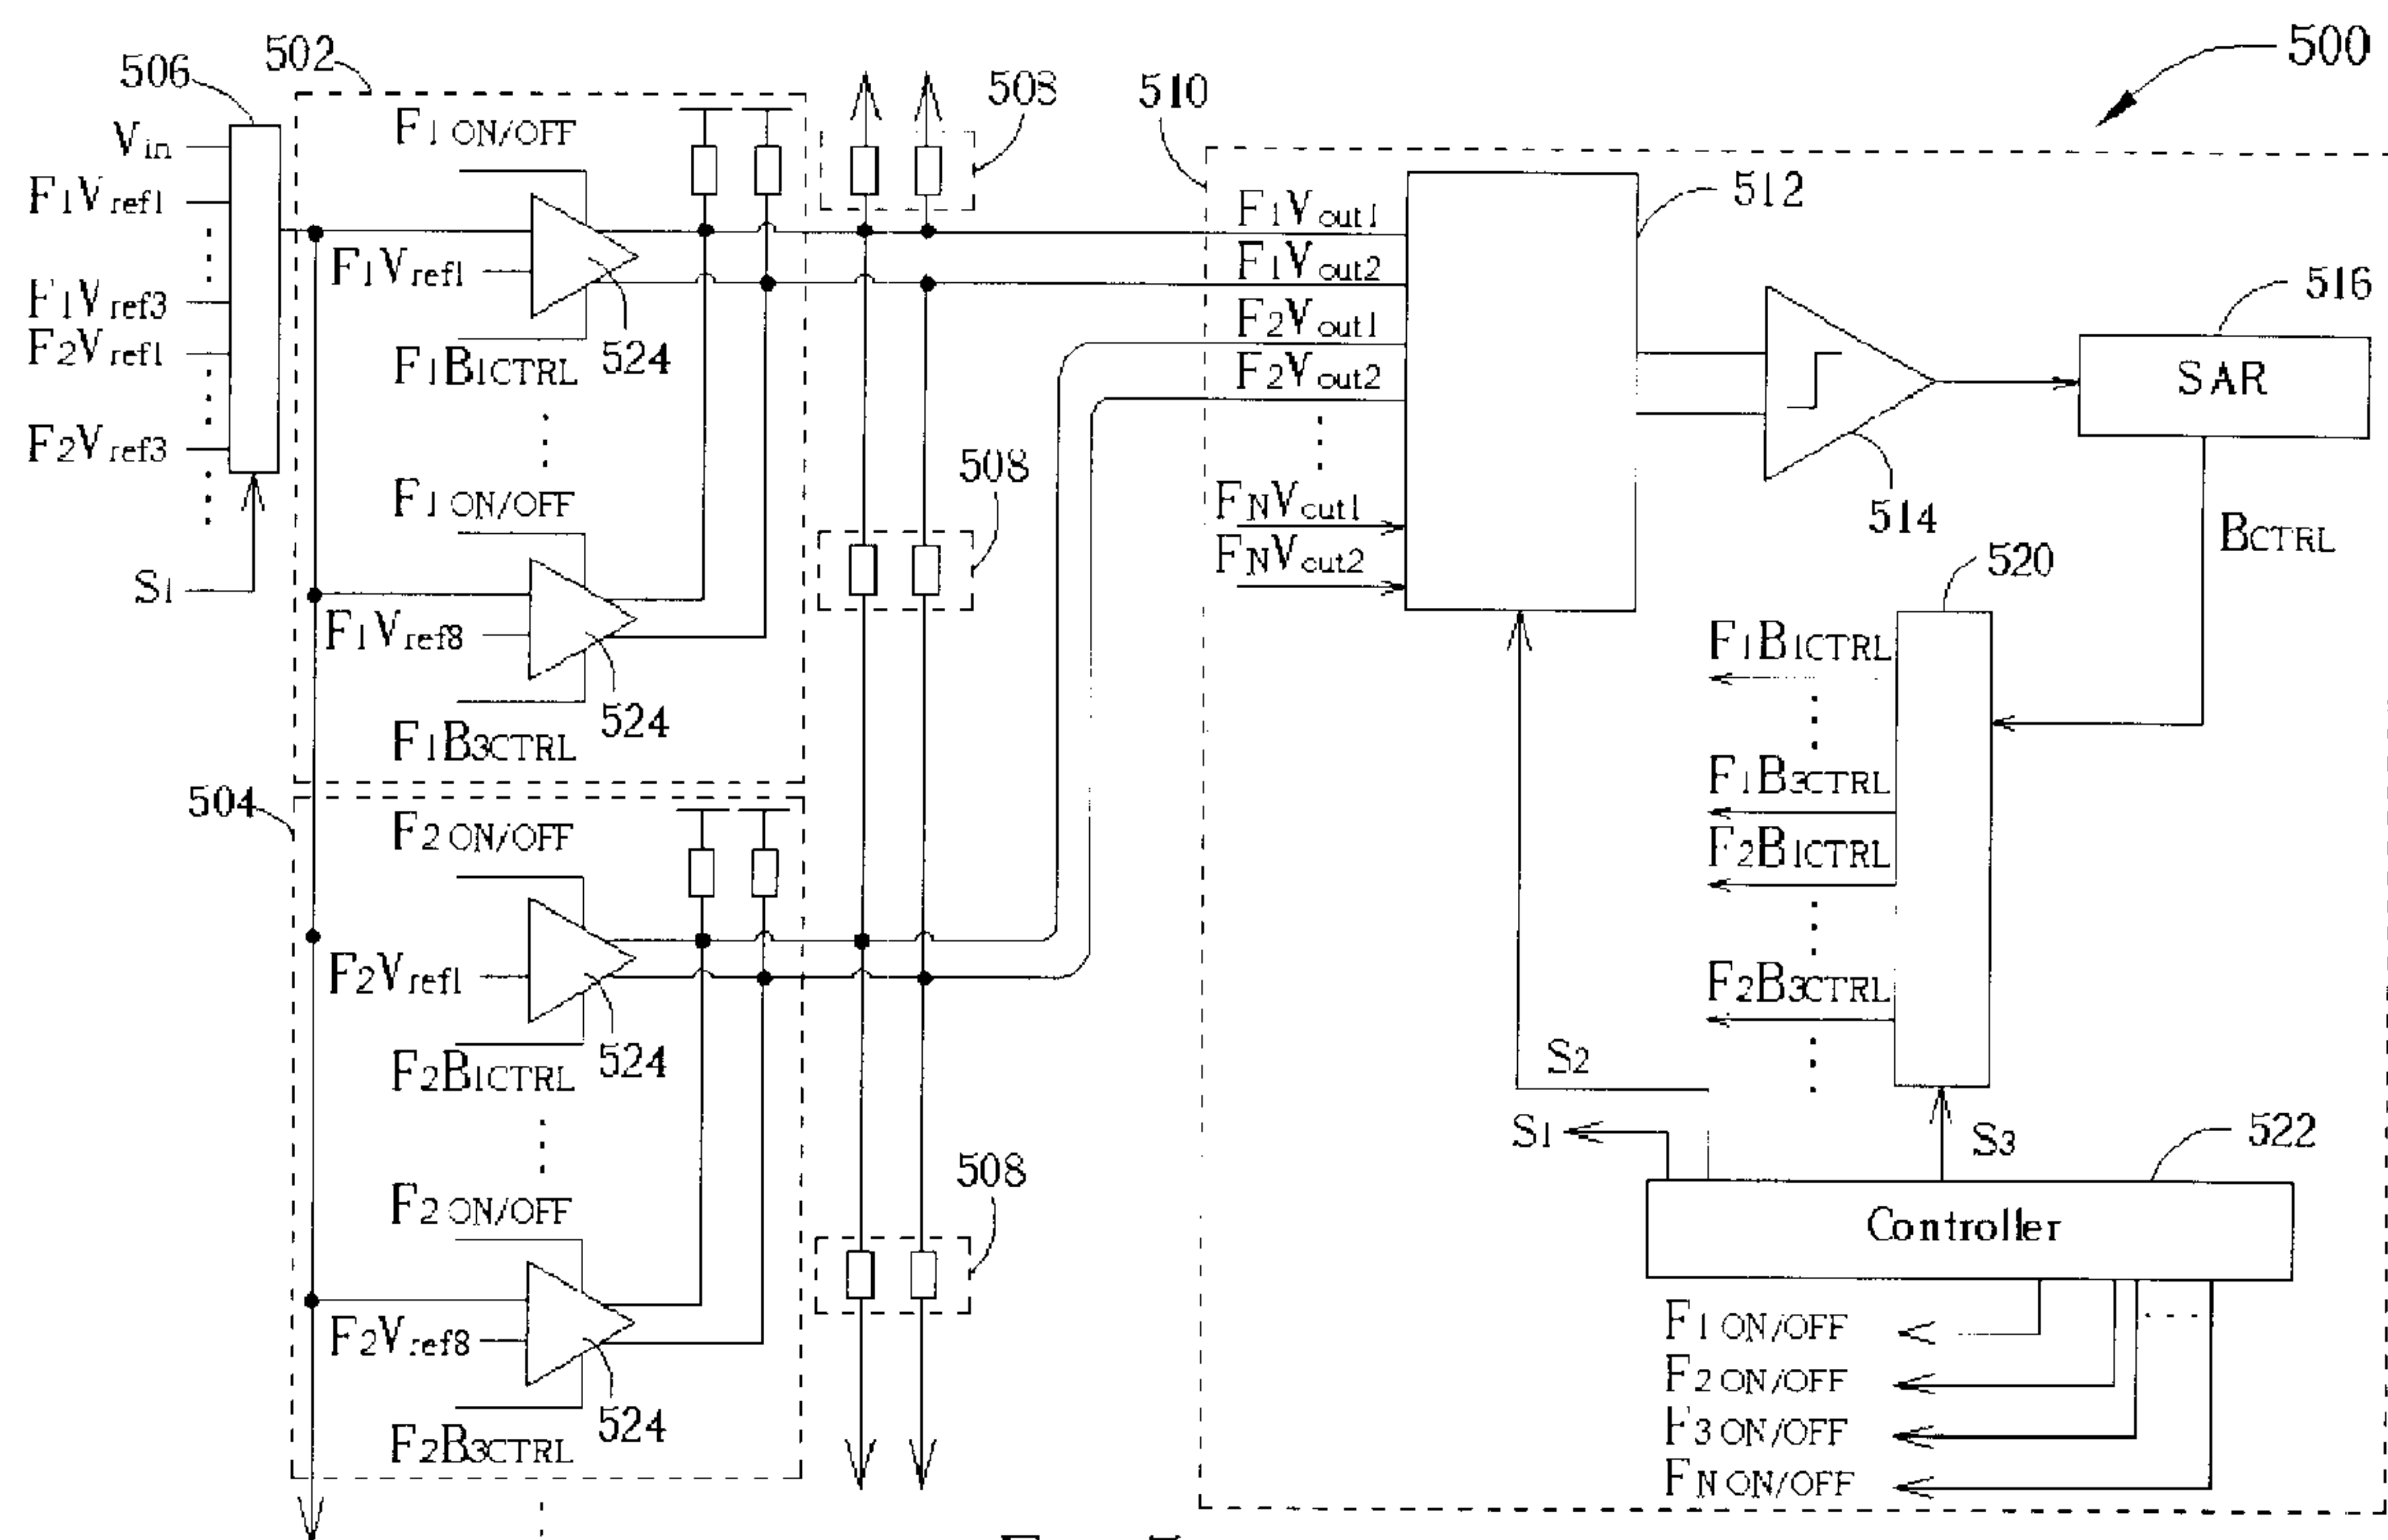 500
506
502
508
510
Vin
F1Vref1
F1Vref3
F2Vref1
F2Vref3
S1
F1 ON/OFF
F1Vref1
F1B1CTRL
524
F1 ON/OFF
F1Vref8
F1B3CTRL
524
504
F2 ON/OFF
F2Vref1
F2B1CTRL
524
F2 ON/OFF
F2Vref8
F2B3CTRL
524
508
508
F1Vout1
F1Vout2
F2Vout1
F2Vout2
FNVout1
FNVout2
512
514
516
SAR
BCTRL
520
F1B1CTRL
F1B3CTRL
F2B1CTRL
F2B3CTRL
S2
S1
S3
522
Controller
F1 ON/OFF
F2 ON/OFF
F3 ON/OFF
FN ON/OFF